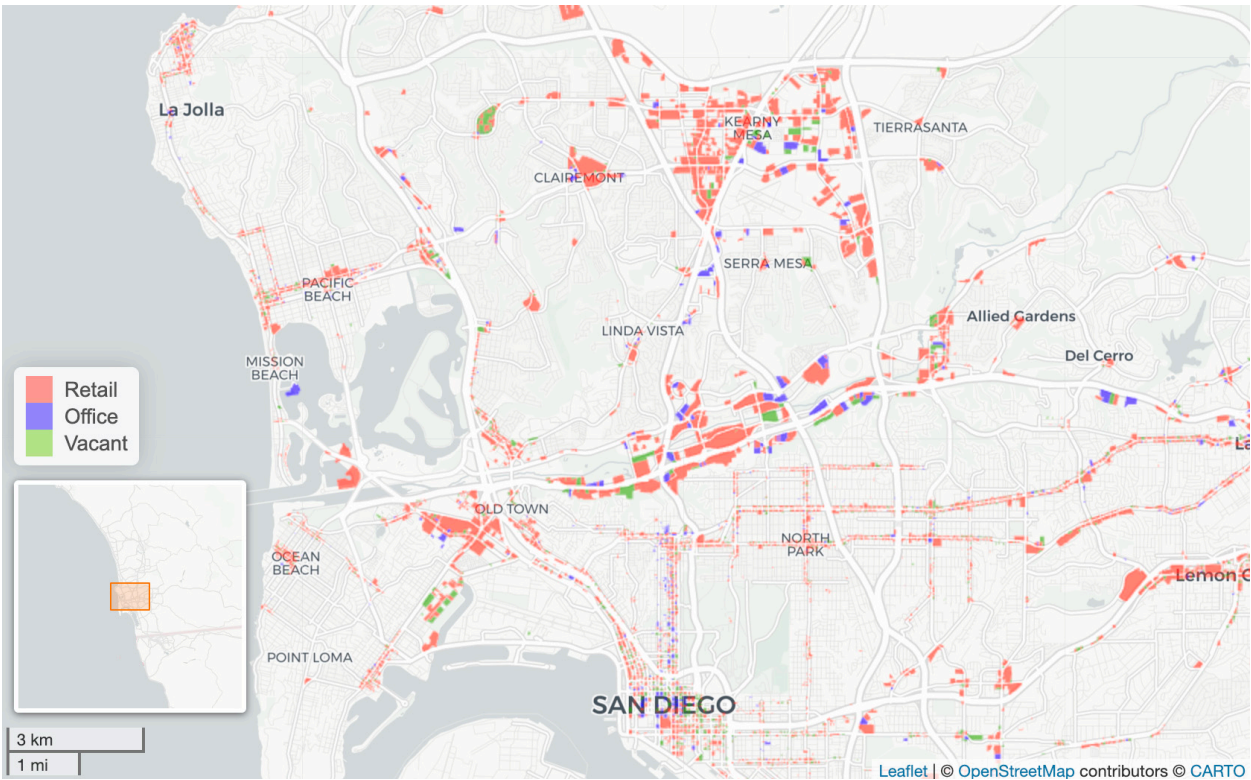 La Jolla
KEARNY
MESA
TIERRASANTA
CLAIREMONT
SERRA MESA
PACIFIC
BEACH
LINDA VISTA
Allied Gardens
Del Cerro
MISSION
BEACH
Retail
Office
Vacant
La
OLD TOWN
NORTH
PARK
OCEAN
BEACH
Lemon G
POINT LOMA
SAN DIEGO
3 km
1 mi
Leaflet | © OpenStreetMap contributors © CARTO